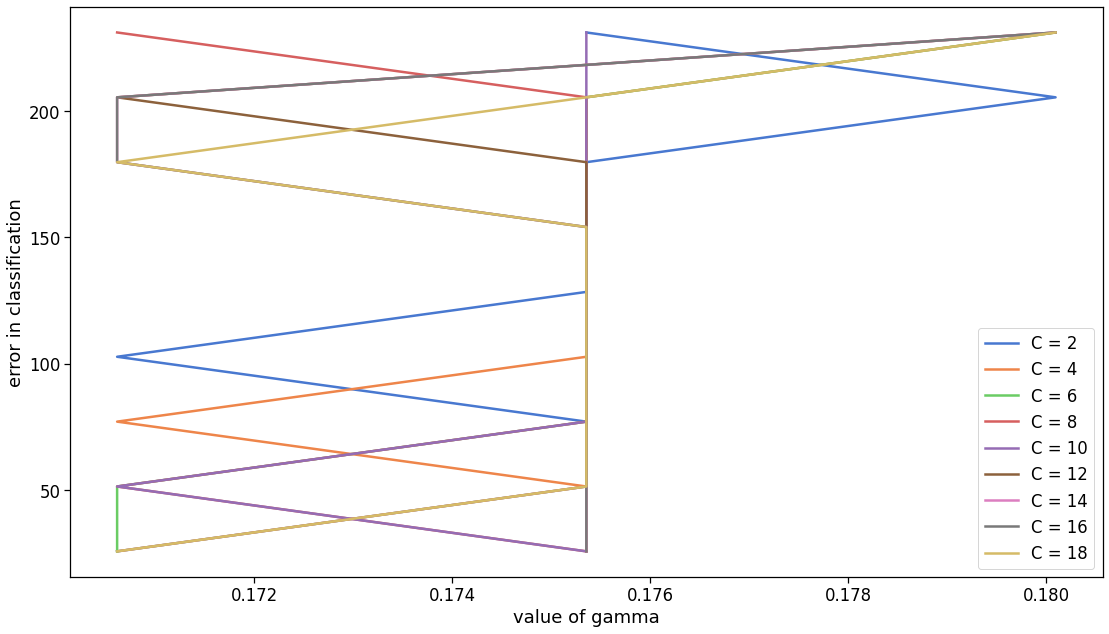 200
150
100
50
error in classification
0.172 0.174 0.176 0.178 0.180
value of gamma
C = 2
C = 4
C = 6
C = 8
C = 10
C = 12
C = 14
C = 16
C = 18